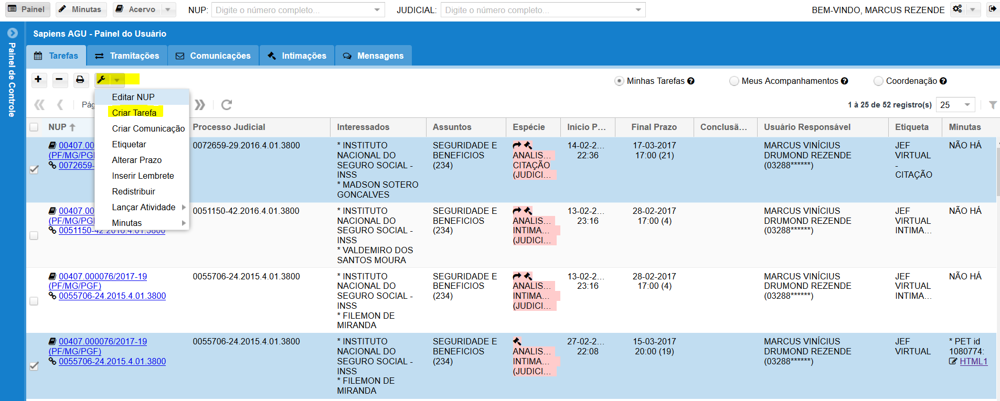 Painel Minutas Acervo NUP: Digite o número completo... JUDICIAL: Digite o número completo... BEM-VINDO, MARCUS REZENDE
Painel de Controle
Sapiens AGU - Painel do Usuário
Tarefas Tramitações Comunicações Intimações Mensagens
Minhas Tarefas Meus Acompanhamentos Coordenação
Editar NUP
Criar Tarefa
Criar Comunicação
Etiquetar
Alterar Prazo
Inserir Lembrete
Redistribuir
Lançar Atividade
Minutas
Pág
1 à 25 de 52 registro(s) 25
NUP Processo Judicial Interessados Assuntos Espécie Início P... Final Prazo Conclusã... Usuário Responsável Etiqueta Minutas
00407.00 0072659-29.2016.4.01.3800 * INSTITUTO SEGURIDADE E 14-02-2... 17-03-2017 MARCUS VINÍCIUS JEF NÃO HÁ
(PF/MG/PG NACIONAL DO BENEFICIOS ANALIS... 22:36 17:00 (21) DRUMOND REZENDE VIRTUAL
0072659- SEGURO SOCIAL - (234) CITAÇÃO (03288******) -
INSS (JUDICI... CITAÇÃO
* MADSON SOTERO
GONCALVES
00407.00 0051150-42.2016.4.01.3800 * INSTITUTO SEGURIDADE E 13-02-2... 28-02-2017 MARCUS VINÍCIUS JEF NÃO HÁ
(PF/MG/PG NACIONAL DO BENEFICIOS ANALIS... 23:16 17:00 (4) DRUMOND REZENDE VIRTUAL
0051150-42.2016.4.01.3800 SEGURO SOCIAL - (234) INTIMA... (03288******) INTIMA...
INSS (JUDICI...
* VALDEMIRO DOS
SANTOS MOURA
00407.000076/2017-19 0055706-24.2015.4.01.3800 * INSTITUTO SEGURIDADE E 13-02-2... 28-02-2017 MARCUS VINÍCIUS JEF NÃO HÁ
(PF/MG/PGF) NACIONAL DO BENEFICIOS ANALIS... 23:16 17:00 (4) DRUMOND REZENDE VIRTUAL
0055706-24.2015.4.01.3800 SEGURO SOCIAL - (234) INTIMA... (03288******) INTIMA...
INSS (JUDICI...
* FILEMON DE
MIRANDA
00407.000076/2017-19 0055706-24.2015.4.01.3800 * INSTITUTO SEGURIDADE E 27-02-2... 15-03-2017 MARCUS VINÍCIUS JEF * PET id
(PF/MG/PGF) NACIONAL DO BENEFICIOS ANALIS... 22:08 20:00 (19) DRUMOND REZENDE VIRTUAL 1080774:
0055706-24.2015.4.01.3800 SEGURO SOCIAL - (234) INTIMA... (03288******) HTML1
INSS (JUDICI...
* FILEMON DE
MIRANDA